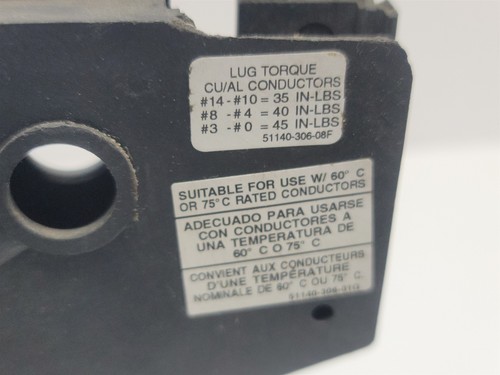 LUG TORQUE
CU/AL CONDUCTORS
#14 - #10 = 35 IN-LBS
#8 - #4 = 40 IN-LBS
#3 - #0 = 45 IN-LBS
51140-306-08F
SUITABLE FOR USE W/ 60° C
OR 75° C RATED CONDUCTORS
ADECUADO PARA USARSE
CON CONDUCTORES A
UNA TEMPERATURA DE
60° C O 75° C
CONVIENT AUX CONDUCTEURS
D'UNE TEMPÉRATURE
NOMINALE DE 60° C OU 75° C.